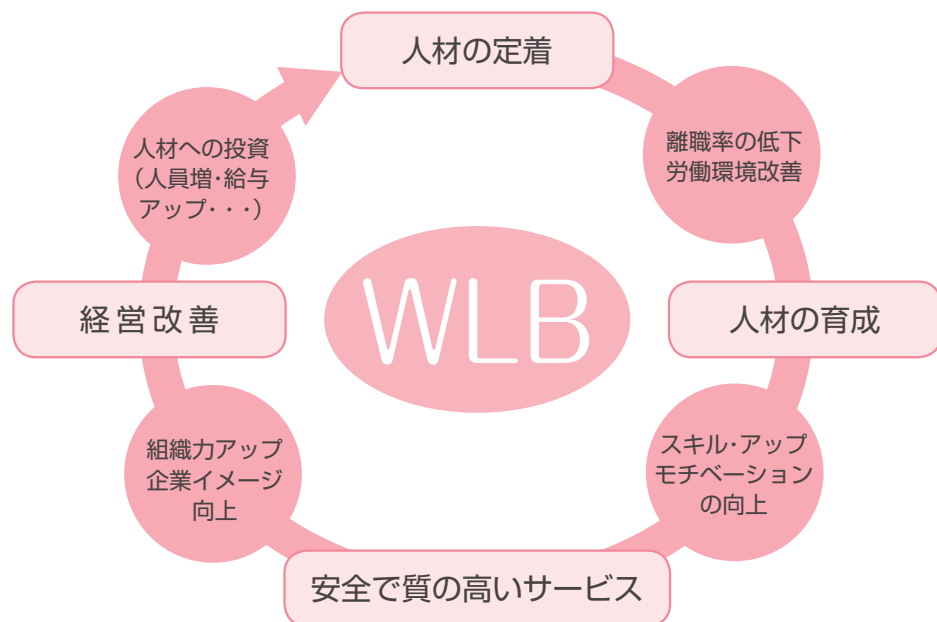 人材の定着
離職率の低下
労働環境改善
人材の育成
スキル・アップ
モチベーション
の向上
安全で質の高いサービス
組織力アップ
企業イメージ
向上
経営改善
人材への投資
（人員増・給与
アップ・・・）
WLB